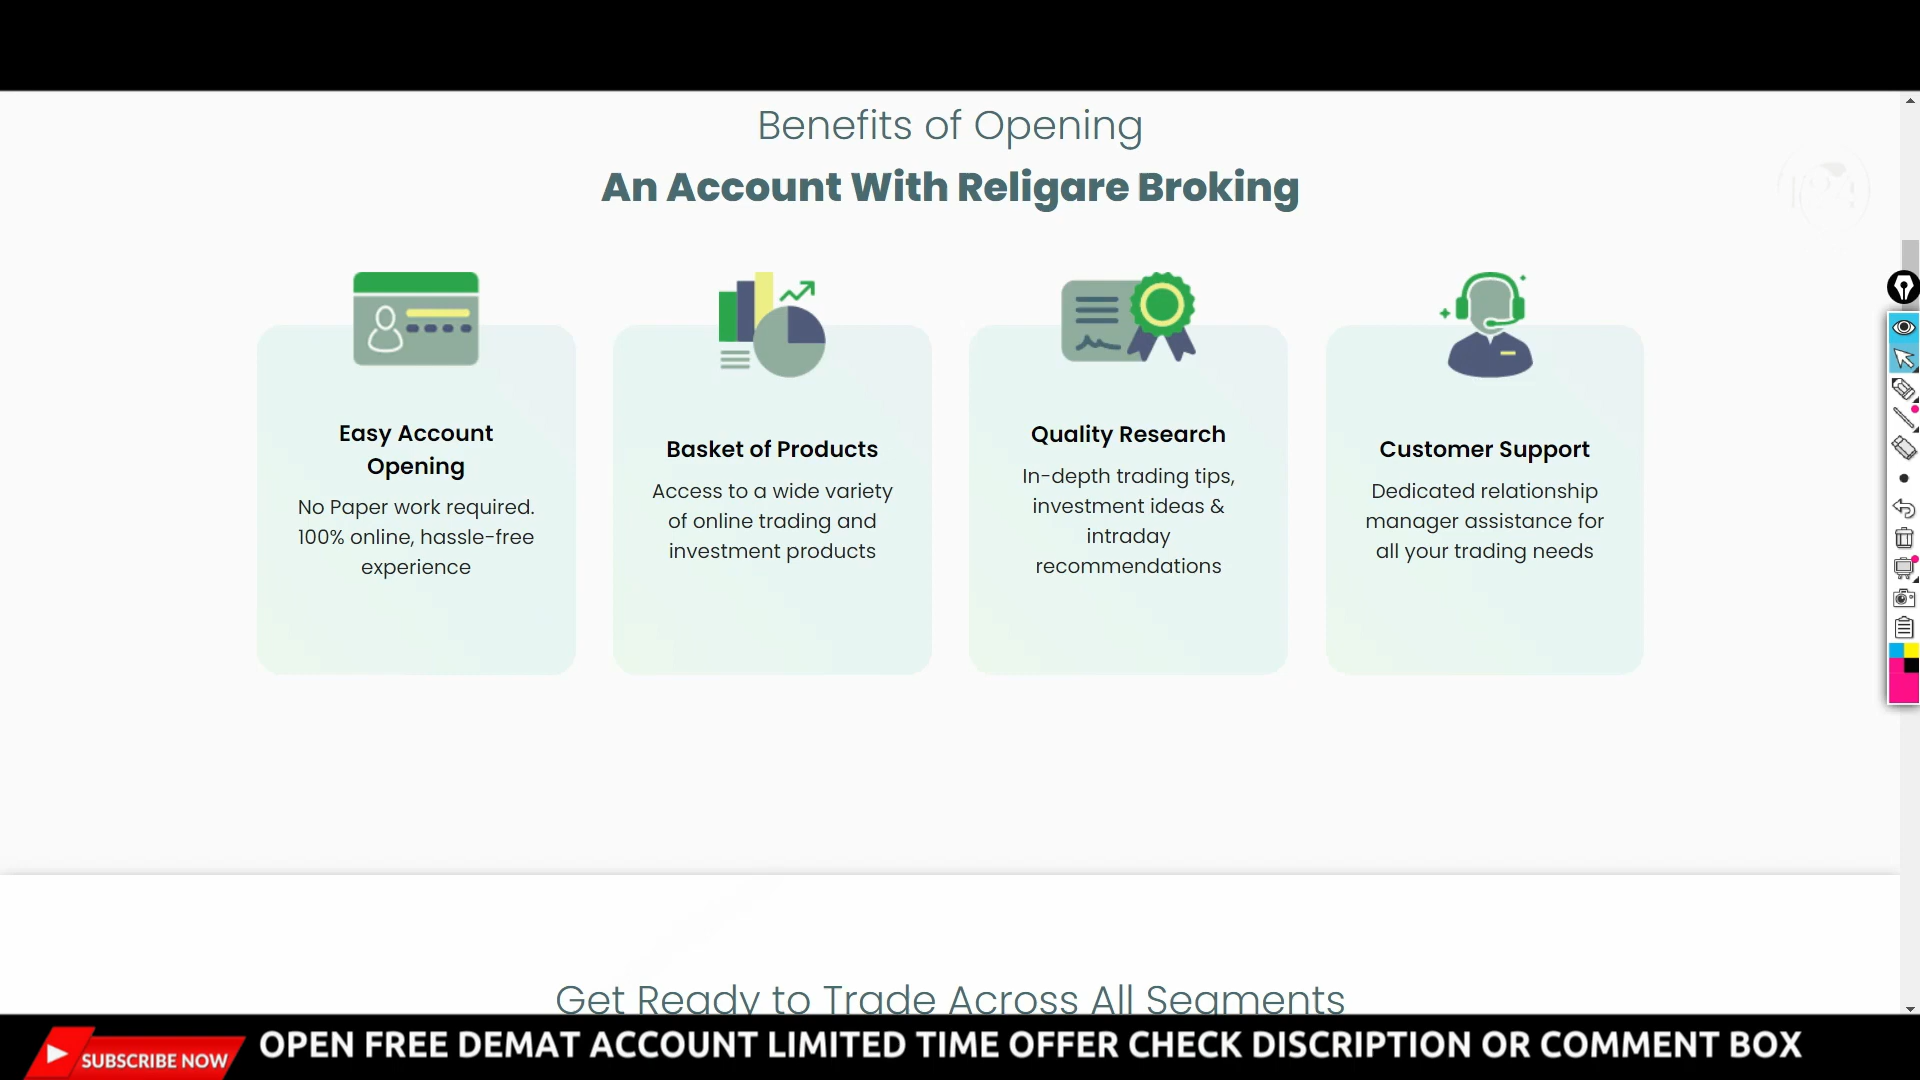 Benefits of Opening
An Account With Religare Broking
Easy Account
Opening
No Paper work required.
100% online, hassle-free
experience
Basket of Products
Access to a wide variety
of online trading and
investment products
Quality Research
In-depth trading tips,
investment ideas &
intraday
recommendations
Customer Support
Dedicated relationship
manager assistance for
all your trading needs
Get Ready to Trade Across All Segments
SUBSCRIBE NOW
OPEN FREE DEMAT ACCOUNT LIMITED TIME OFFER CHECK DISCRIPTION OR COMMENT BOX